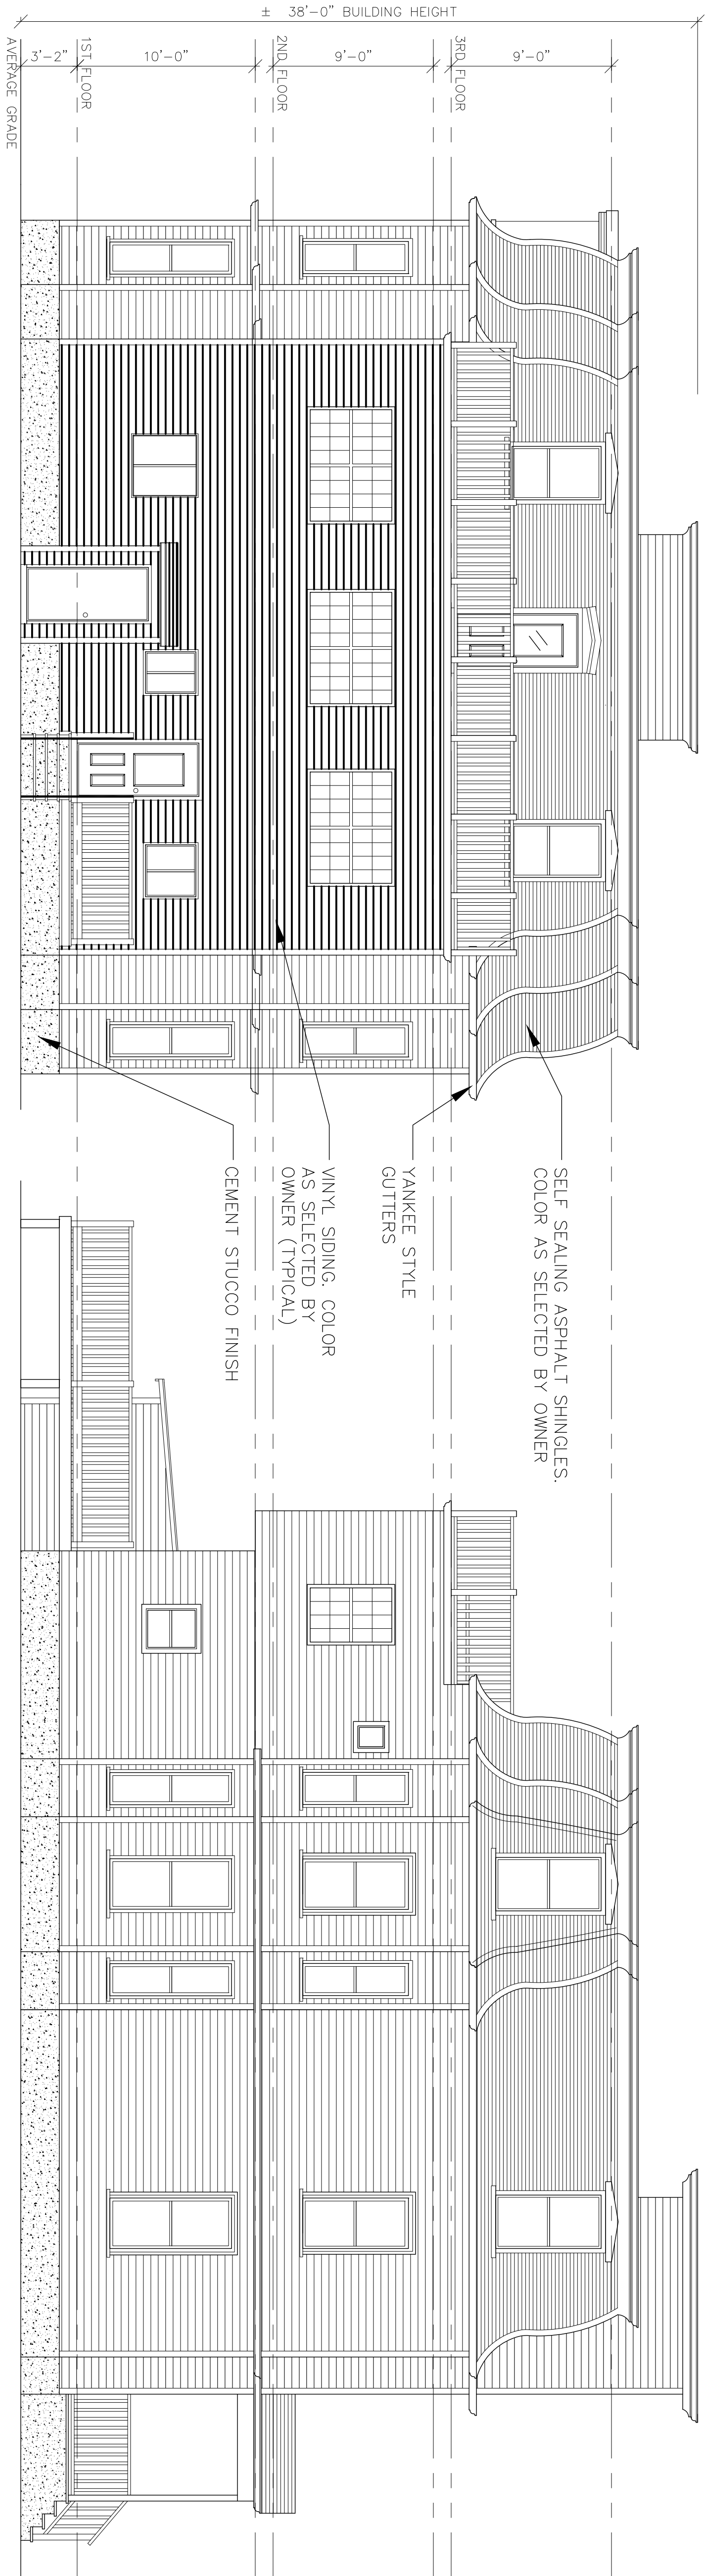 ± 38'-0" BUILDING HEIGHT
9'-0"
3RD FLOOR
9'-0"
2ND FLOOR
10'-0"
1ST FLOOR
3'-2"
AVERAGE GRADE
SELF SEALING ASPHALT SHINGLES.
COLOR AS SELECTED BY OWNER
YANKEE STYLE
GUTTERS
VINYL SIDING. COLOR
AS SELECTED BY
OWNER (TYPICAL)
CEMENT STUCCO FINISH